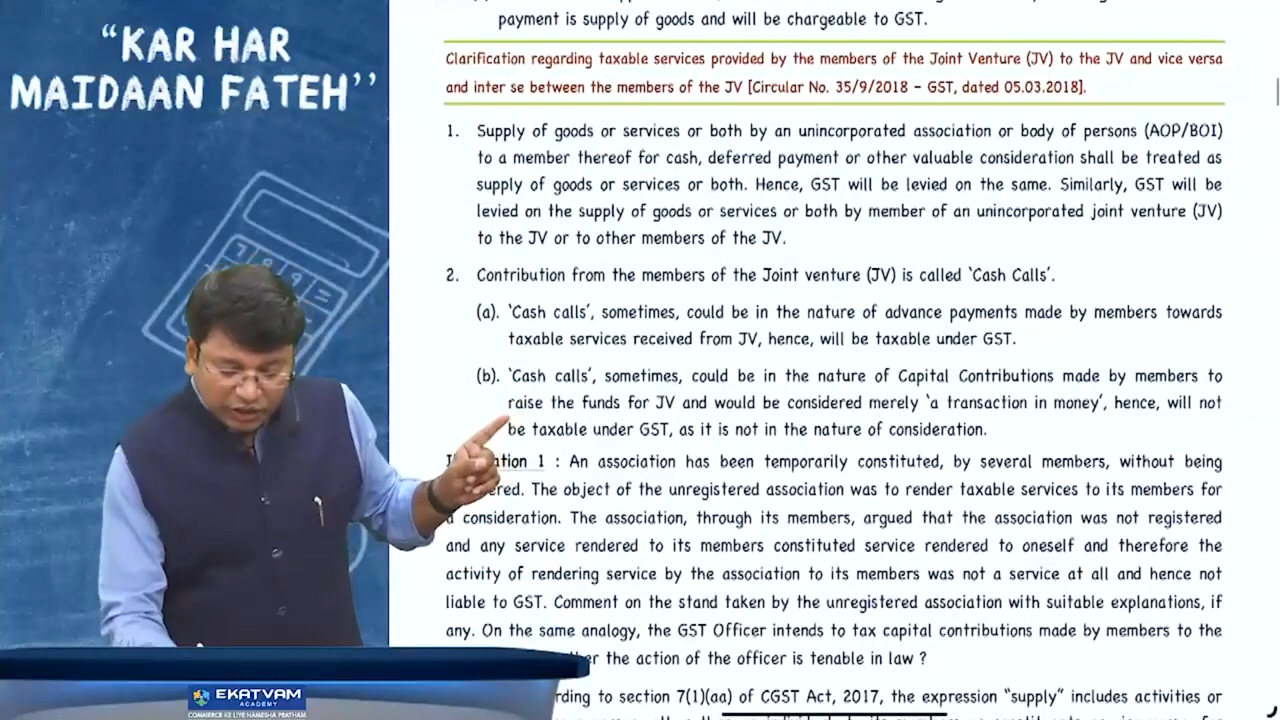 “KAR HAR
MAIDAAN FATEH’’
payment is supply of goods and will be chargeable to GST.
Clarification regarding taxable services provided by the members of the Joint Venture (JV) to the JV and vice versa
and inter se between the members of the JV [Circular No. 35/9/2018 – GST, dated 05.03.2018].
1. Supply of goods or services or both by an unincorporated association or body of persons (AOP/BOI)
to a member thereof for cash, deferred payment or other valuable consideration shall be treated as
supply of goods or services or both. Hence, GST will be levied on the same. Similarly, GST will be
levied on the supply of goods or services or both by member of an unincorporated joint venture (JV)
to the JV or to other members of the JV.
2. Contribution from the members of the Joint venture (JV) is called ‘Cash Calls’.
(a). ‘Cash calls’, sometimes, could be in the nature of advance payments made by members towards
taxable services received from JV, hence, will be taxable under GST.
(b). ‘Cash calls’, sometimes, could be in the nature of Capital Contributions made by members to
raise the funds for JV and would be considered merely ‘a transaction in money’, hence, will not
be taxable under GST, as it is not in the nature of consideration.
1 : An association has been temporarily constituted, by several members, without being
The object of the unregistered association was to render taxable services to its members for
a consideration. The association, through its members, argued that the association was not registered
and any service rendered to its members constituted service rendered to oneself and therefore the
activity of rendering service by the association to its members was not a service at all and hence not
liable to GST. Comment on the stand taken by the unregistered association with suitable explanations, if
any. On the same analogy, the GST Officer intends to tax capital contributions made by members to the
the action of the officer is tenable in law ?
to section 7(1)(aa) of CGST Act, 2017, the expression “supply” includes activities or
EKATVAM
ACADEMY
COMMERCE KE LIYE HAMESHA PRATHAM